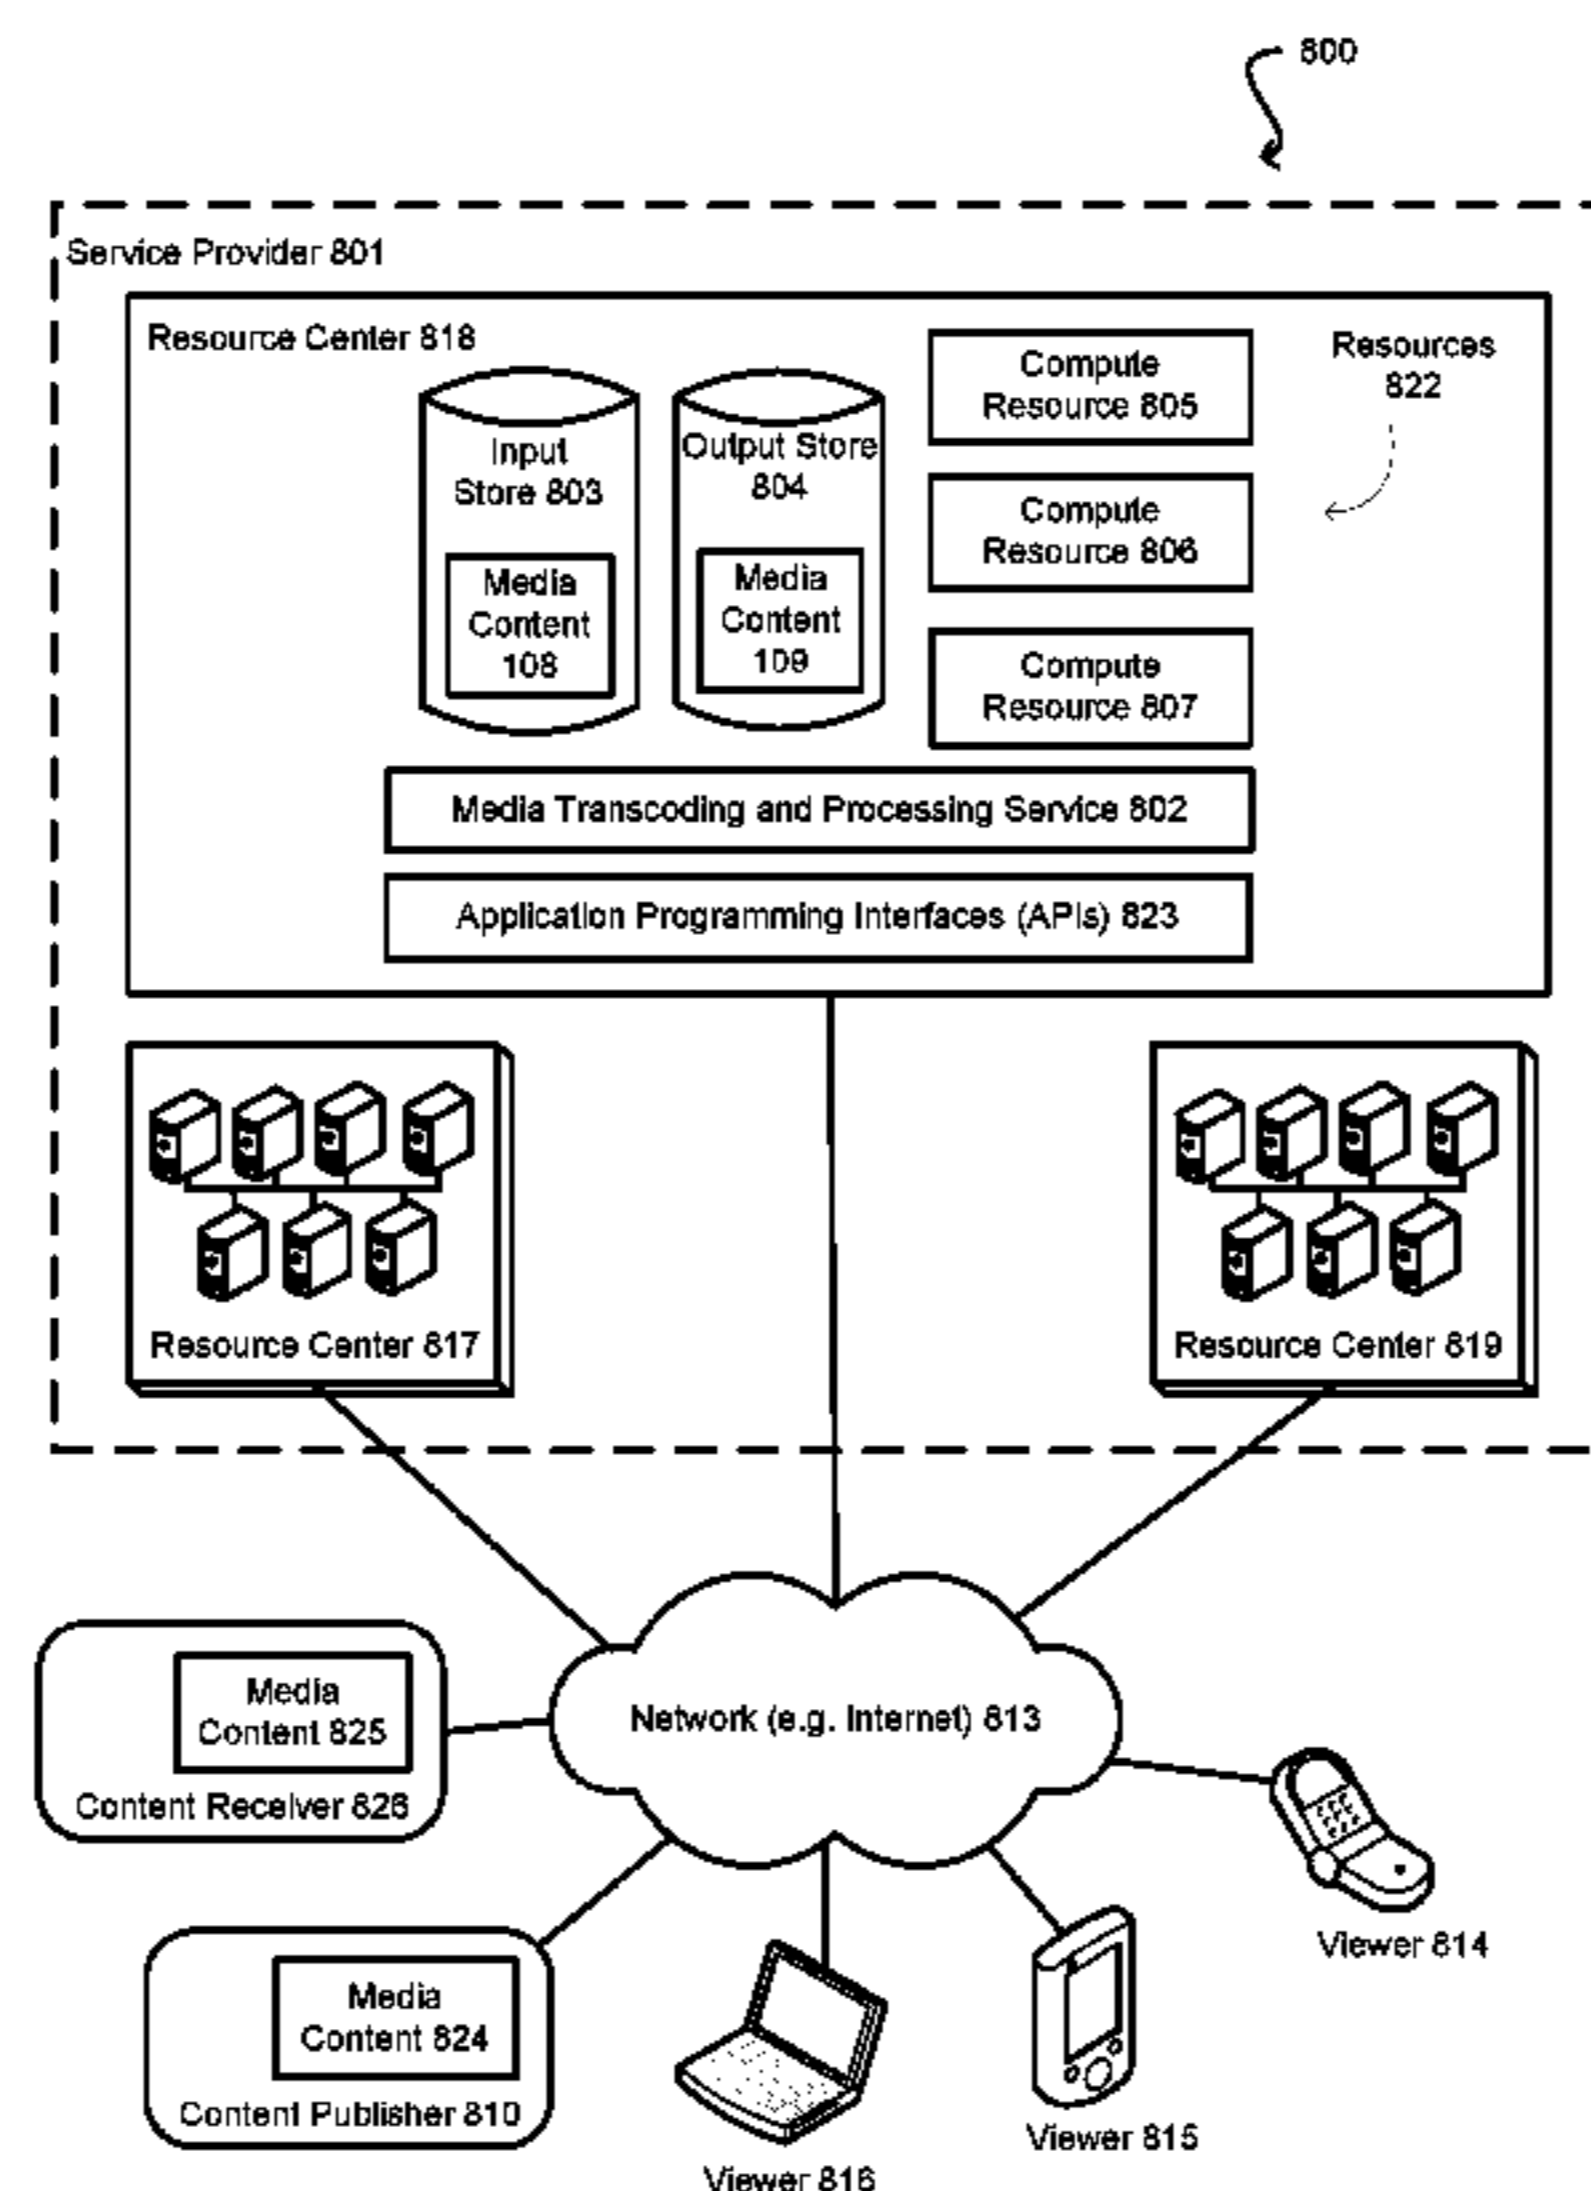 800
Service Provider 801
Resource Center 818
Input
Store 803
Media
Content
108
Output Store
804
Media
Content
109
Compute
Resource 805
Compute
Resource 806
Compute
Resource 807
Resources
822
Media Transcoding and Processing Service 802
Application Programming Interfaces (APIs) 823
Resource Center 817
Resource Center 819
Network (e.g. Internet) 813
Media
Content 825
Content Receiver 826
Media
Content 824
Content Publisher 810
Viewer 814
Viewer 815
Viewer 816